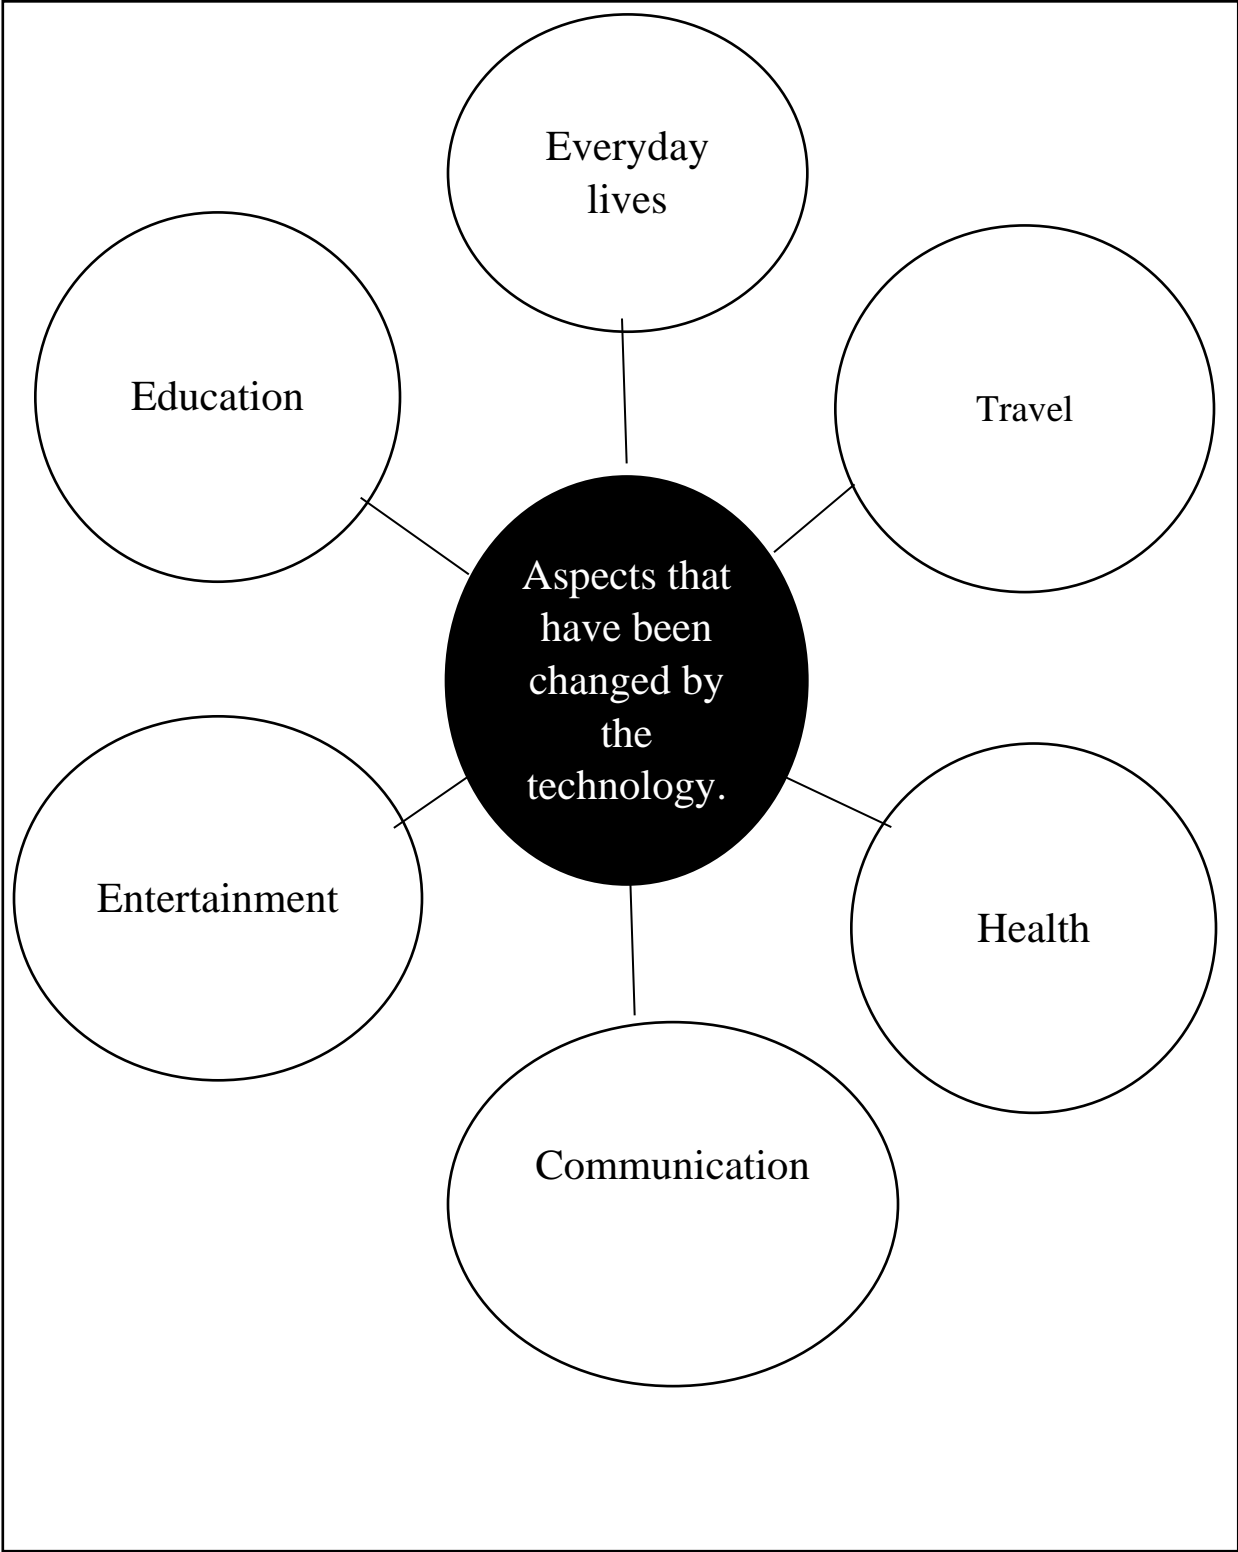 Everyday
lives
Education
Travel
Aspects that
have been
changed by
the
technology.
Entertainment
Health
Communication